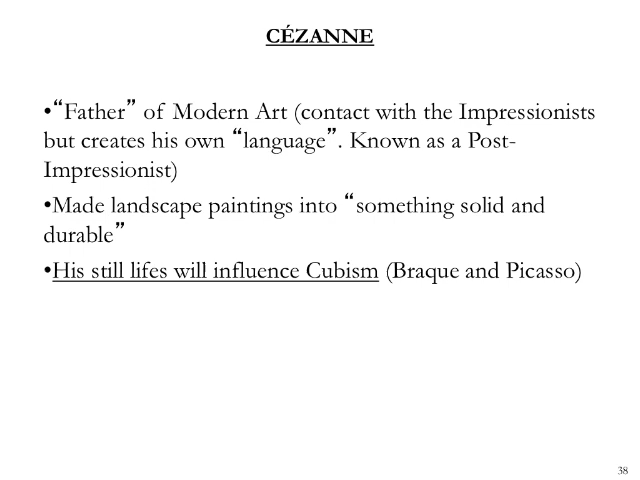 CÉZANNE
•“Father” of Modern Art (contact with the Impressionists
but creates his own “language”. Known as a Post-
Impressionist)
•Made landscape paintings into “something solid and
durable”
•His still lifes will influence Cubism (Braque and Picasso)
38